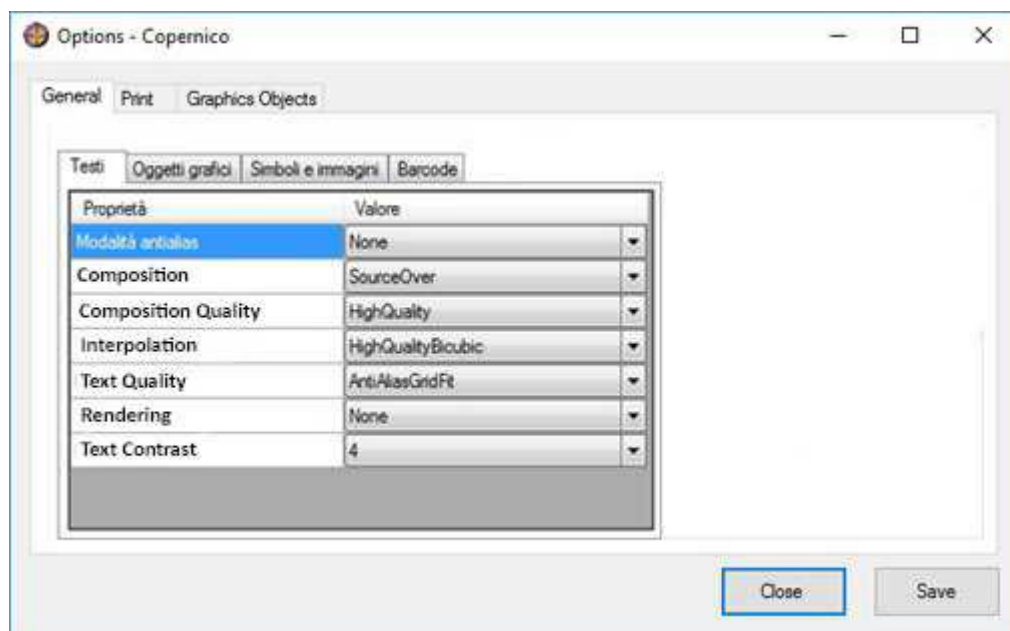 Options - Copernico
General Print Graphics Objects
Testi Oggetti grafici Simboli e immagini Barcode
Proprietà Valore
Modalità antialias None
Composition SourceOver
Composition Quality HighQuality
Interpolation HighQualityBicubic
Text Quality AntiAliasGridFit
Rendering None
Text Contrast 4
Close Save